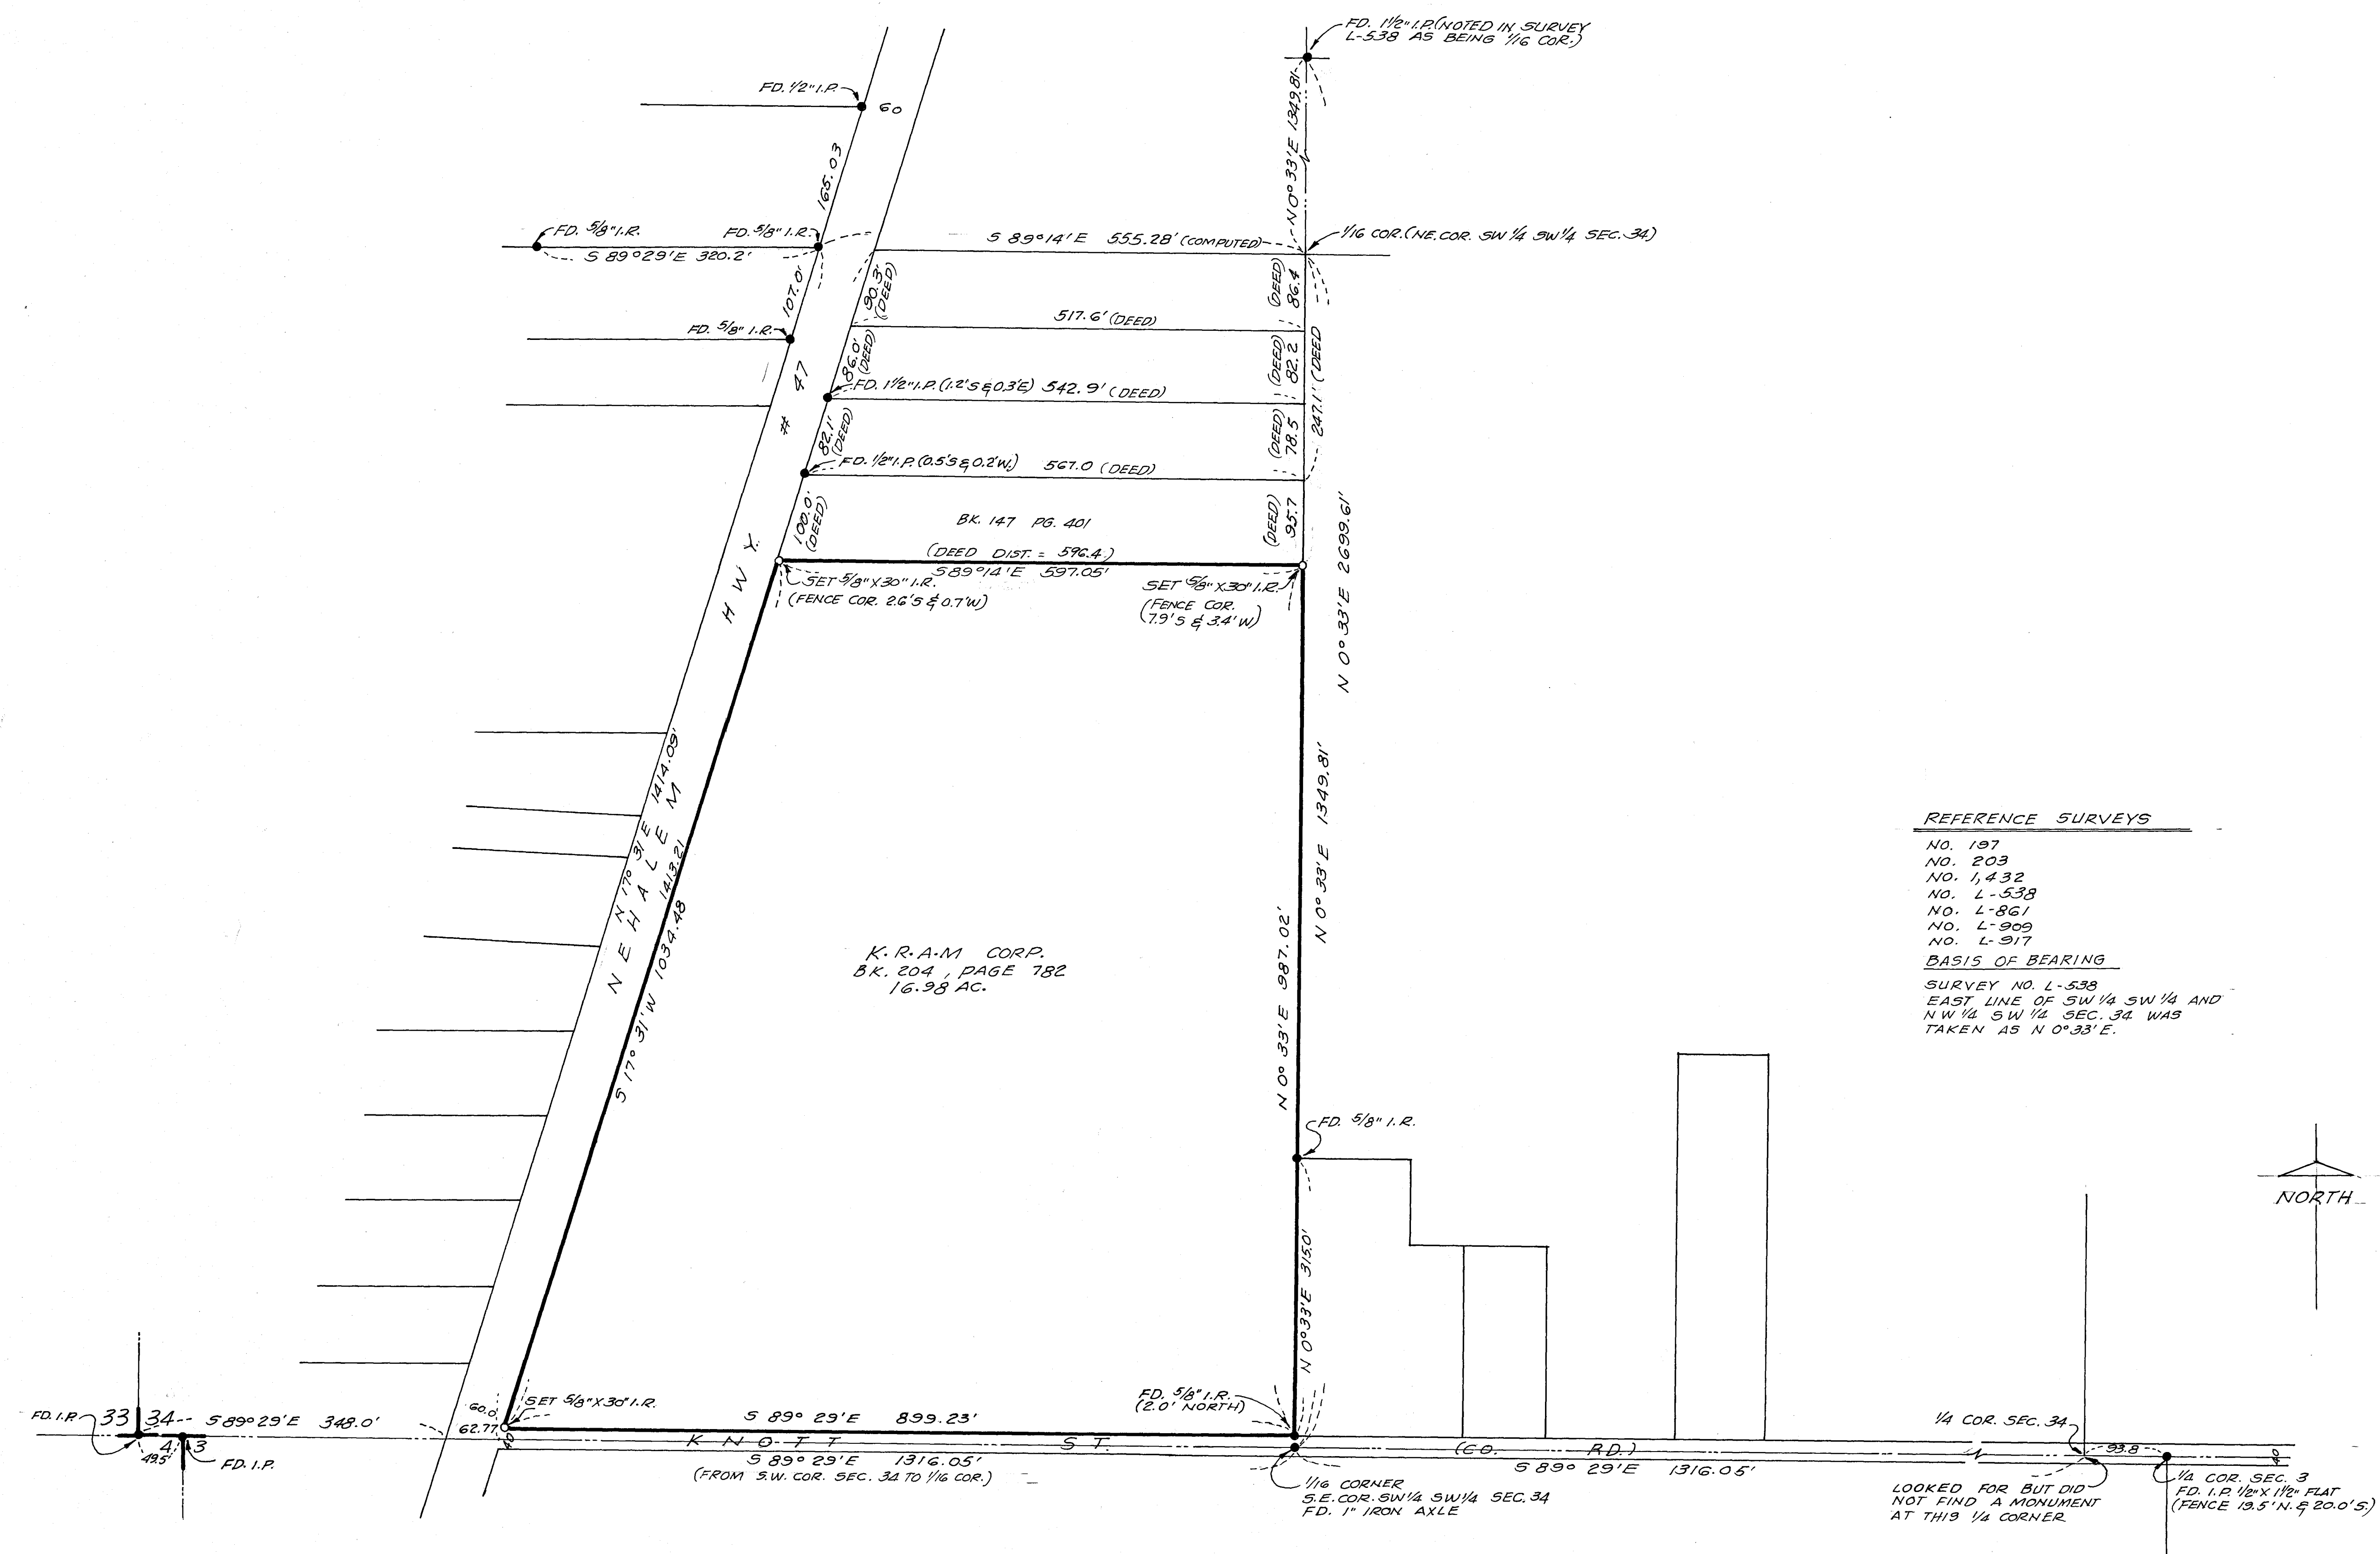 FD. 1½" I.P. (NOTED IN SURVEY
L-538 AS BEING 1/16 COR.)
FD. 1/2" I.P.
60
165.03
N 0° 33' E 1349.81
FD. 5/8" I.R.
FD. 5/8" I.R.
S 89° 29' E 320.2'
S 89° 14' E 555.28' (COMPUTED)
1/16 COR. (NE. COR. SW 1/4 SW 1/4 SEC. 34)
107.0'
90.3'
(DEED)
(DEED)
86.4
FD. 5/8" I.R.
517.6' (DEED)
86.0'
(DEED)
(DEED)
82.2
247.1' (DEED
# 47
FD. 1½" I.P. (1.2'S & 0.3'E) 542.9' (DEED)
82.1'
(DEED)
(DEED)
78.5
FD. 1/2" I.P. (0.5'S & 0.2'W.) 567.0 (DEED)
100.0'
(DEED)
BK. 147 PG. 401
(DEED)
95.7
(DEED DIST. = 596.4)
S 89° 14' E 597.05'
HWY.
SET 5/8" X 30" I.R.
(FENCE COR. 2.6'S & 0.7'W)
SET 5/8" X 30" I.R.
(FENCE COR.
(7.9'S & 3.4'W)
N 0° 33' E 2699.61'
N 0° 33' E 1349.81'
N 17° 31' E 1414.09'
NEHALEM
1413.21
S 17° 31' W 1034.48
K.R.A.M CORP.
BK. 204, PAGE 782
16.98 AC.
N 0° 33' E 987.02'
REFERENCE SURVEYS
NO. 197
NO. 203
NO. 1,432
NO. L-538
NO. L-861
NO. L-909
NO. L-917
BASIS OF BEARING
SURVEY NO. L-538
EAST LINE OF SW 1/4 SW 1/4 AND
NW 1/4 SW 1/4 SEC. 34 WAS
TAKEN AS N 0° 33' E.
FD. 5/8" I.R.
NORTH
N 0° 33' E 315.0'
FD. I.P.
33 34
4 3
49.5'
FD. I.P.
S 89° 29' E 348.0'
60.0'
62.77
SET 5/8" X 30" I.R.
S 89° 29' E 899.23'
FD. 5/8" I.R.
(2.0' NORTH)
KNOTT ST.
(CO. RD.)
S 89° 29' E 1316.05'
(FROM S.W. COR. SEC. 34 TO 1/16 COR.)
S 89° 29' E 1316.05'
1/16 CORNER
S.E. COR. SW 1/4 SW 1/4 SEC. 34
FD. 1" IRON AXLE
1/4 COR. SEC. 34
93.8
40
LOOKED FOR BUT DID
NOT FIND A MONUMENT
AT THIS 1/4 CORNER
1/4 COR. SEC. 3
FD. I.P. 1/2" X 1½" FLAT
(FENCE 19.5' N. & 20.0' S.)